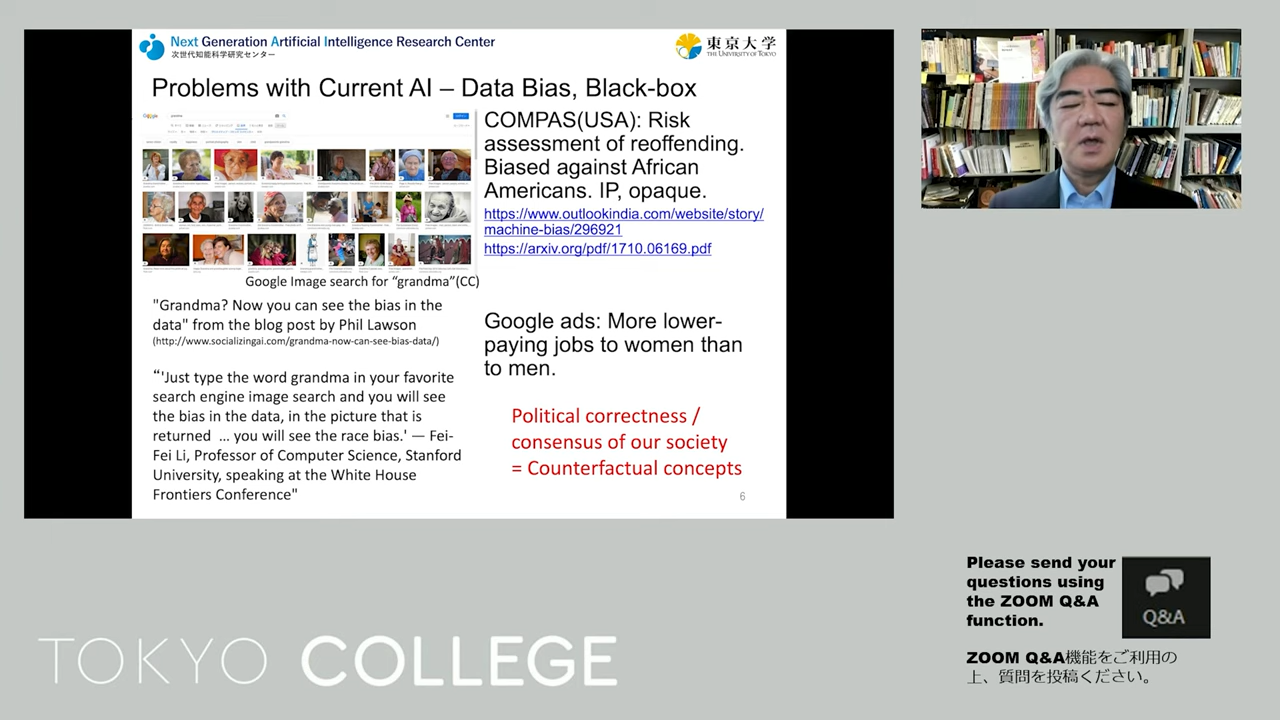 Next Generation Artificial Intelligence Research Center
次世代知能科学研究センター
東京大学
THE UNIVERSITY OF TOKYO
Problems with Current AI – Data Bias, Black-box
Google Image search for “grandma”(CC)
"Grandma? Now you can see the bias in the
data" from the blog post by Phil Lawson
(http://www.socializingai.com/grandma-now-can-see-bias-data/)
“'Just type the word grandma in your favorite
search engine image search and you will see
the bias in the data, in the picture that is
returned … you will see the race bias.' — Fei-
Fei Li, Professor of Computer Science, Stanford
University, speaking at the White House
Frontiers Conference"
COMPAS(USA): Risk
assessment of reoffending.
Biased against African
Americans. IP, opaque.
https://www.outlookindia.com/website/story/
machine-bias/296921
https://arxiv.org/pdf/1710.06169.pdf
Google ads: More lower-
paying jobs to women than
to men.
Political correctness /
consensus of our society
= Counterfactual concepts
6
Please send your
questions using
the ZOOM Q&A
function.
Q&A
ZOOM Q&A機能をご利用の
上、質問を投稿ください。
TOKYO COLLEGE